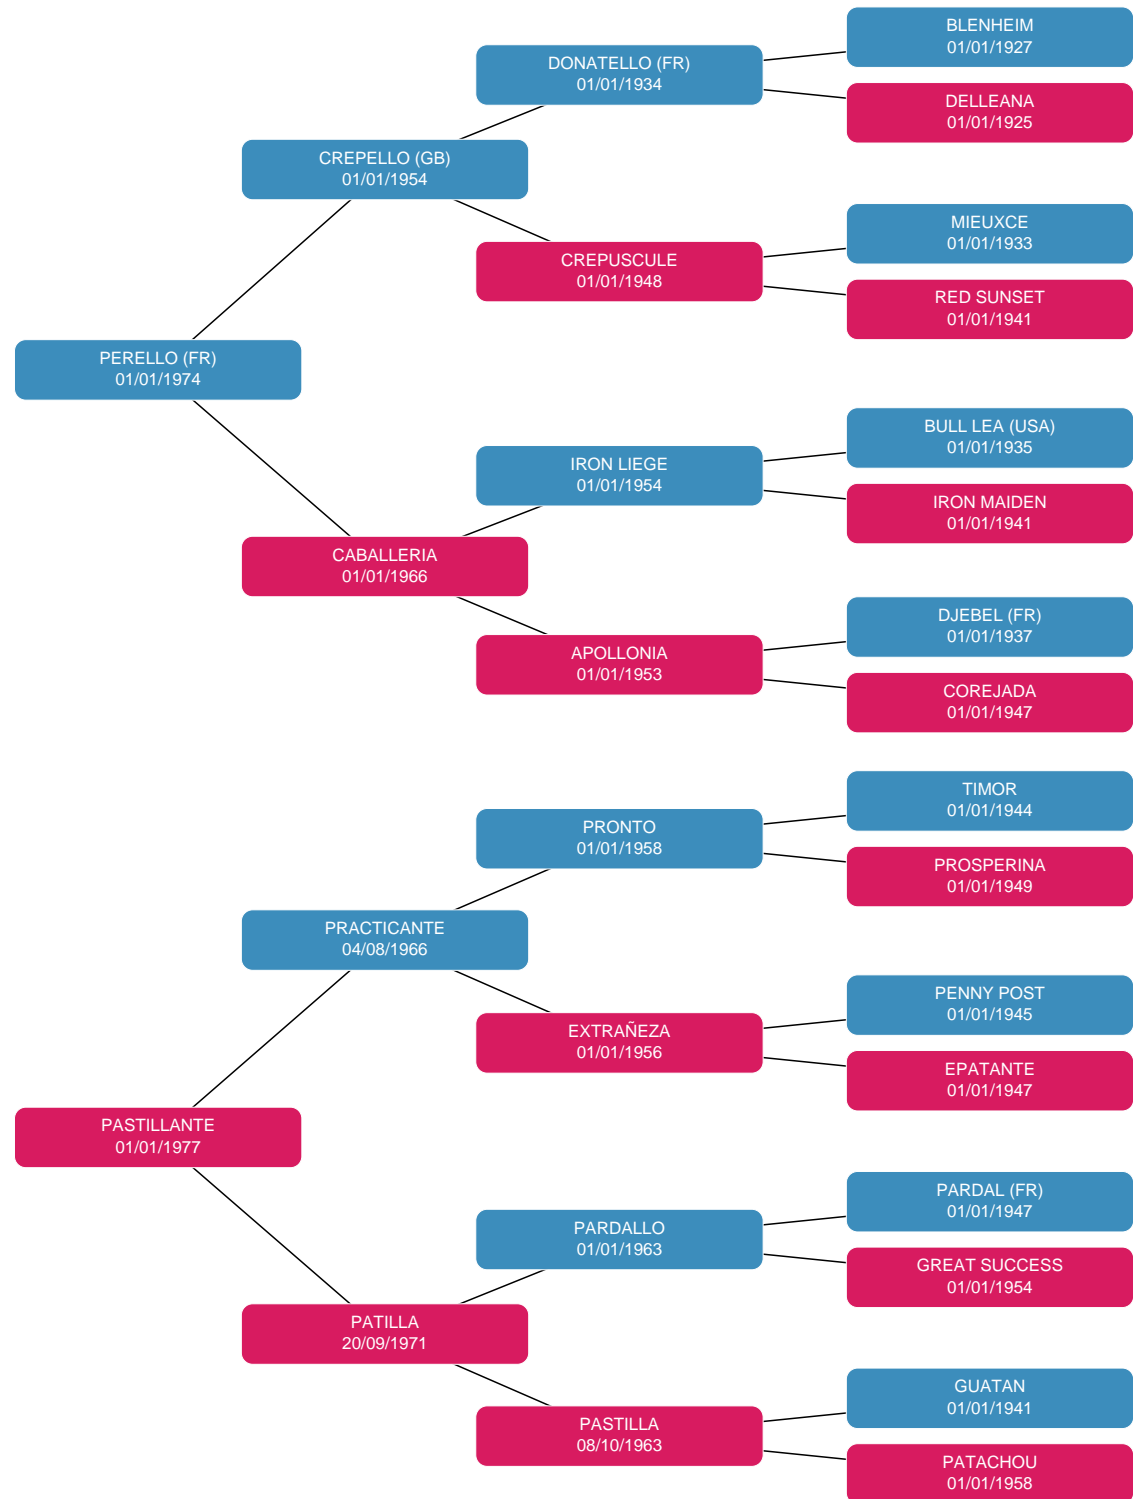 BLENHEIM
01/01/1927
DONATELLO (FR)
01/01/1934
DELLEANA
01/01/1925
CREPELLO (GB)
01/01/1954
MIEUXCE
01/01/1933
CREPUSCULE
01/01/1948
RED SUNSET
01/01/1941
PERELLO (FR)
01/01/1974
BULL LEA (USA)
01/01/1935
IRON LIEGE
01/01/1954
IRON MAIDEN
01/01/1941
CABALLERIA
01/01/1966
DJEBEL (FR)
01/01/1937
APOLLONIA
01/01/1953
COREJADA
01/01/1947
TIMOR
01/01/1944
PRONTO
01/01/1958
PROSPERINA
01/01/1949
PRACTICANTE
04/08/1966
PENNY POST
01/01/1945
EXTRAÑEZA
01/01/1956
EPATANTE
01/01/1947
PASTILLANTE
01/01/1977
PARDAL (FR)
01/01/1947
PARDALLO
01/01/1963
GREAT SUCCESS
01/01/1954
PATILLA
20/09/1971
GUATAN
01/01/1941
PASTILLA
08/10/1963
PATACHOU
01/01/1958